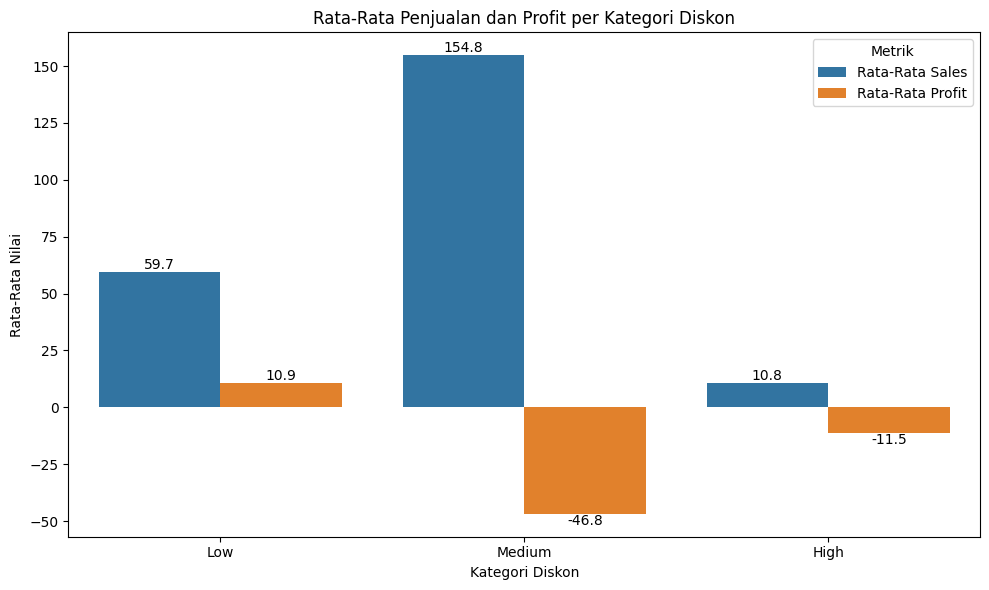 Rata-Rata Penjualan dan Profit per Kategori Diskon
Metrik
Rata-Rata Sales
Rata-Rata Profit
Rata-Rata Nilai
150
125
100
75
50
25
0
−25
−50
59.7
10.9
154.8
-46.8
10.8
-11.5
Low
Medium
High
Kategori Diskon